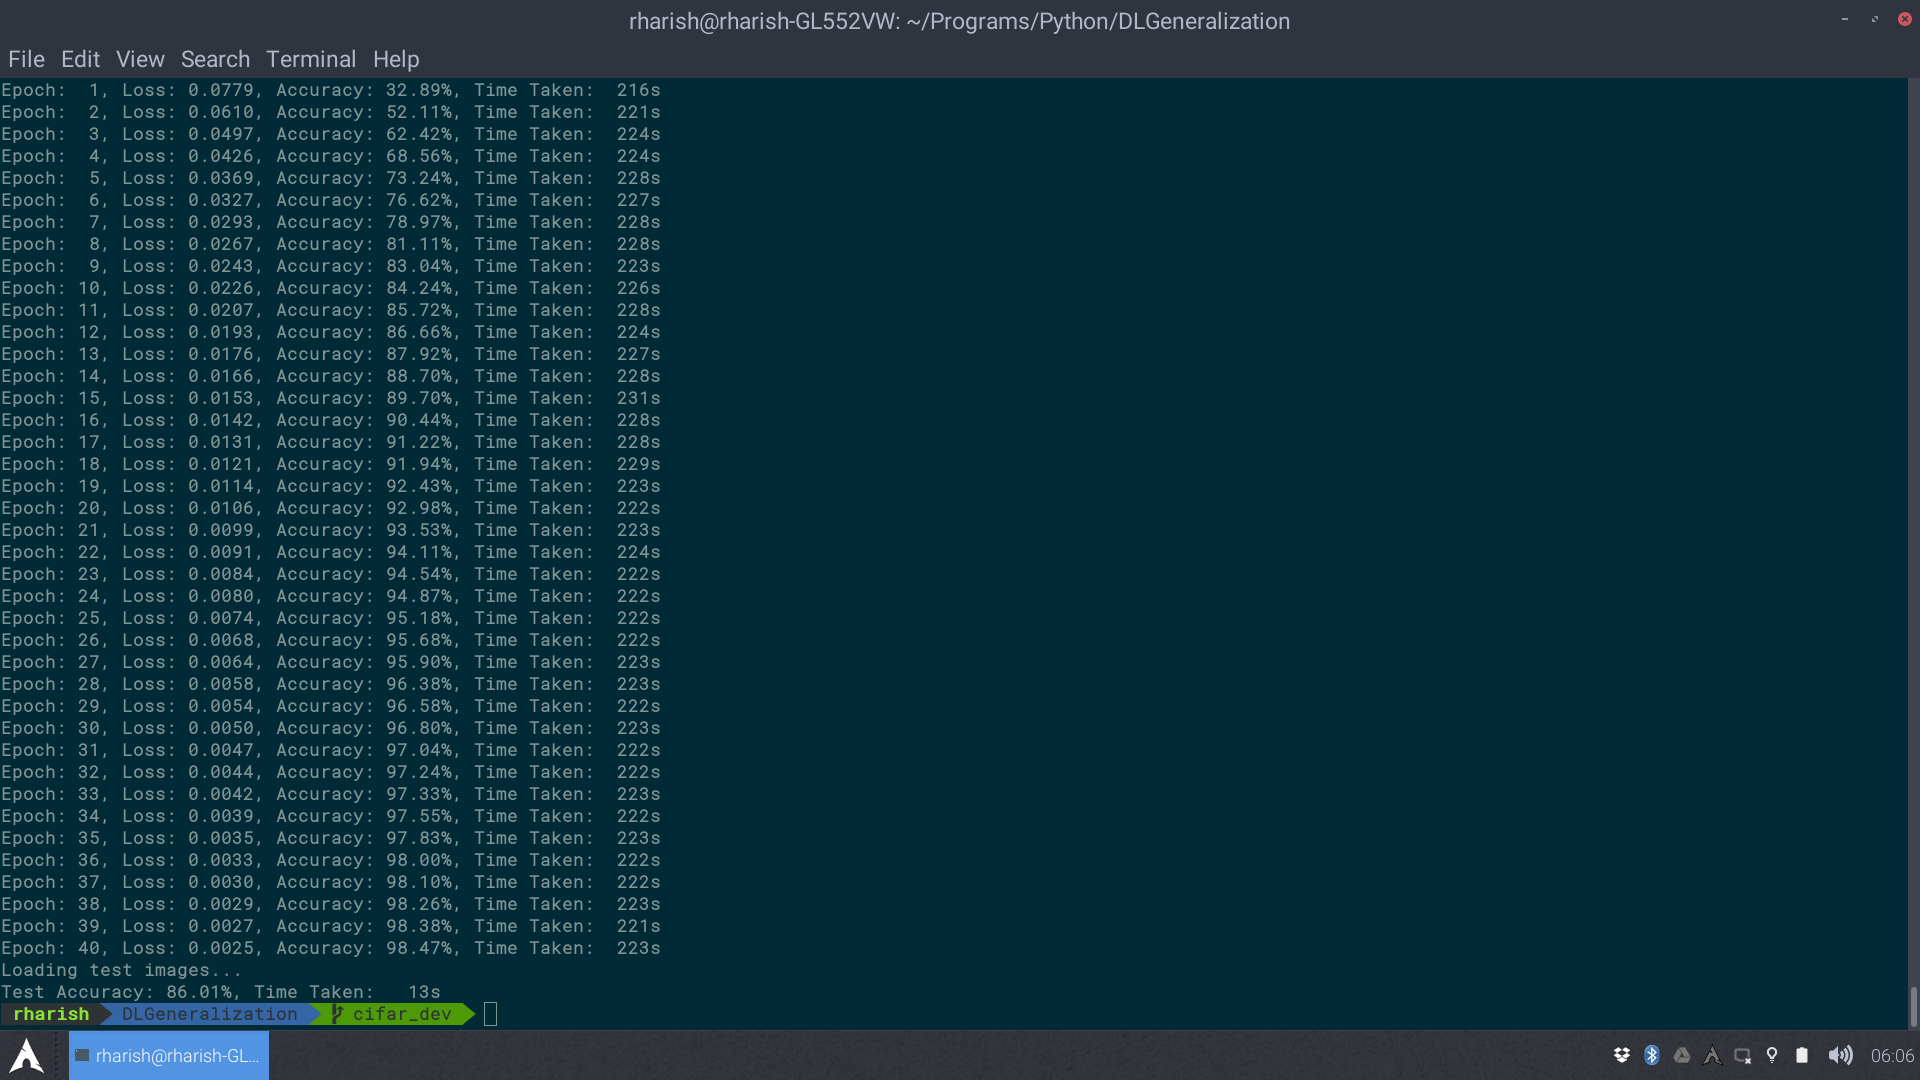 rharish@rharish-GL552VW: ~/Programs/Python/DLGeneralization
File Edit View Search Terminal Help
Epoch:  1, Loss: 0.0779, Accuracy: 32.89%, Time Taken:  216s
Epoch:  2, Loss: 0.0610, Accuracy: 52.11%, Time Taken:  221s
Epoch:  3, Loss: 0.0497, Accuracy: 62.42%, Time Taken:  224s
Epoch:  4, Loss: 0.0426, Accuracy: 68.56%, Time Taken:  224s
Epoch:  5, Loss: 0.0369, Accuracy: 73.24%, Time Taken:  228s
Epoch:  6, Loss: 0.0327, Accuracy: 76.62%, Time Taken:  227s
Epoch:  7, Loss: 0.0293, Accuracy: 78.97%, Time Taken:  228s
Epoch:  8, Loss: 0.0267, Accuracy: 81.11%, Time Taken:  228s
Epoch:  9, Loss: 0.0243, Accuracy: 83.04%, Time Taken:  223s
Epoch: 10, Loss: 0.0226, Accuracy: 84.24%, Time Taken:  226s
Epoch: 11, Loss: 0.0207, Accuracy: 85.72%, Time Taken:  228s
Epoch: 12, Loss: 0.0193, Accuracy: 86.66%, Time Taken:  224s
Epoch: 13, Loss: 0.0176, Accuracy: 87.92%, Time Taken:  227s
Epoch: 14, Loss: 0.0166, Accuracy: 88.70%, Time Taken:  228s
Epoch: 15, Loss: 0.0153, Accuracy: 89.70%, Time Taken:  231s
Epoch: 16, Loss: 0.0142, Accuracy: 90.44%, Time Taken:  228s
Epoch: 17, Loss: 0.0131, Accuracy: 91.22%, Time Taken:  228s
Epoch: 18, Loss: 0.0121, Accuracy: 91.94%, Time Taken:  229s
Epoch: 19, Loss: 0.0114, Accuracy: 92.43%, Time Taken:  223s
Epoch: 20, Loss: 0.0106, Accuracy: 92.98%, Time Taken:  222s
Epoch: 21, Loss: 0.0099, Accuracy: 93.53%, Time Taken:  223s
Epoch: 22, Loss: 0.0091, Accuracy: 94.11%, Time Taken:  224s
Epoch: 23, Loss: 0.0084, Accuracy: 94.54%, Time Taken:  222s
Epoch: 24, Loss: 0.0080, Accuracy: 94.87%, Time Taken:  222s
Epoch: 25, Loss: 0.0074, Accuracy: 95.18%, Time Taken:  222s
Epoch: 26, Loss: 0.0068, Accuracy: 95.68%, Time Taken:  222s
Epoch: 27, Loss: 0.0064, Accuracy: 95.90%, Time Taken:  223s
Epoch: 28, Loss: 0.0058, Accuracy: 96.38%, Time Taken:  223s
Epoch: 29, Loss: 0.0054, Accuracy: 96.58%, Time Taken:  222s
Epoch: 30, Loss: 0.0050, Accuracy: 96.80%, Time Taken:  223s
Epoch: 31, Loss: 0.0047, Accuracy: 97.04%, Time Taken:  222s
Epoch: 32, Loss: 0.0044, Accuracy: 97.24%, Time Taken:  222s
Epoch: 33, Loss: 0.0042, Accuracy: 97.33%, Time Taken:  223s
Epoch: 34, Loss: 0.0039, Accuracy: 97.55%, Time Taken:  222s
Epoch: 35, Loss: 0.0035, Accuracy: 97.83%, Time Taken:  223s
Epoch: 36, Loss: 0.0033, Accuracy: 98.00%, Time Taken:  222s
Epoch: 37, Loss: 0.0030, Accuracy: 98.10%, Time Taken:  222s
Epoch: 38, Loss: 0.0029, Accuracy: 98.26%, Time Taken:  223s
Epoch: 39, Loss: 0.0027, Accuracy: 98.38%, Time Taken:  221s
Epoch: 40, Loss: 0.0025, Accuracy: 98.47%, Time Taken:  223s
Loading test images...
Test Accuracy: 86.01%, Time Taken:   13s
rharish DLGeneralization cifar_dev
rharish@rharish-GL...
06:06